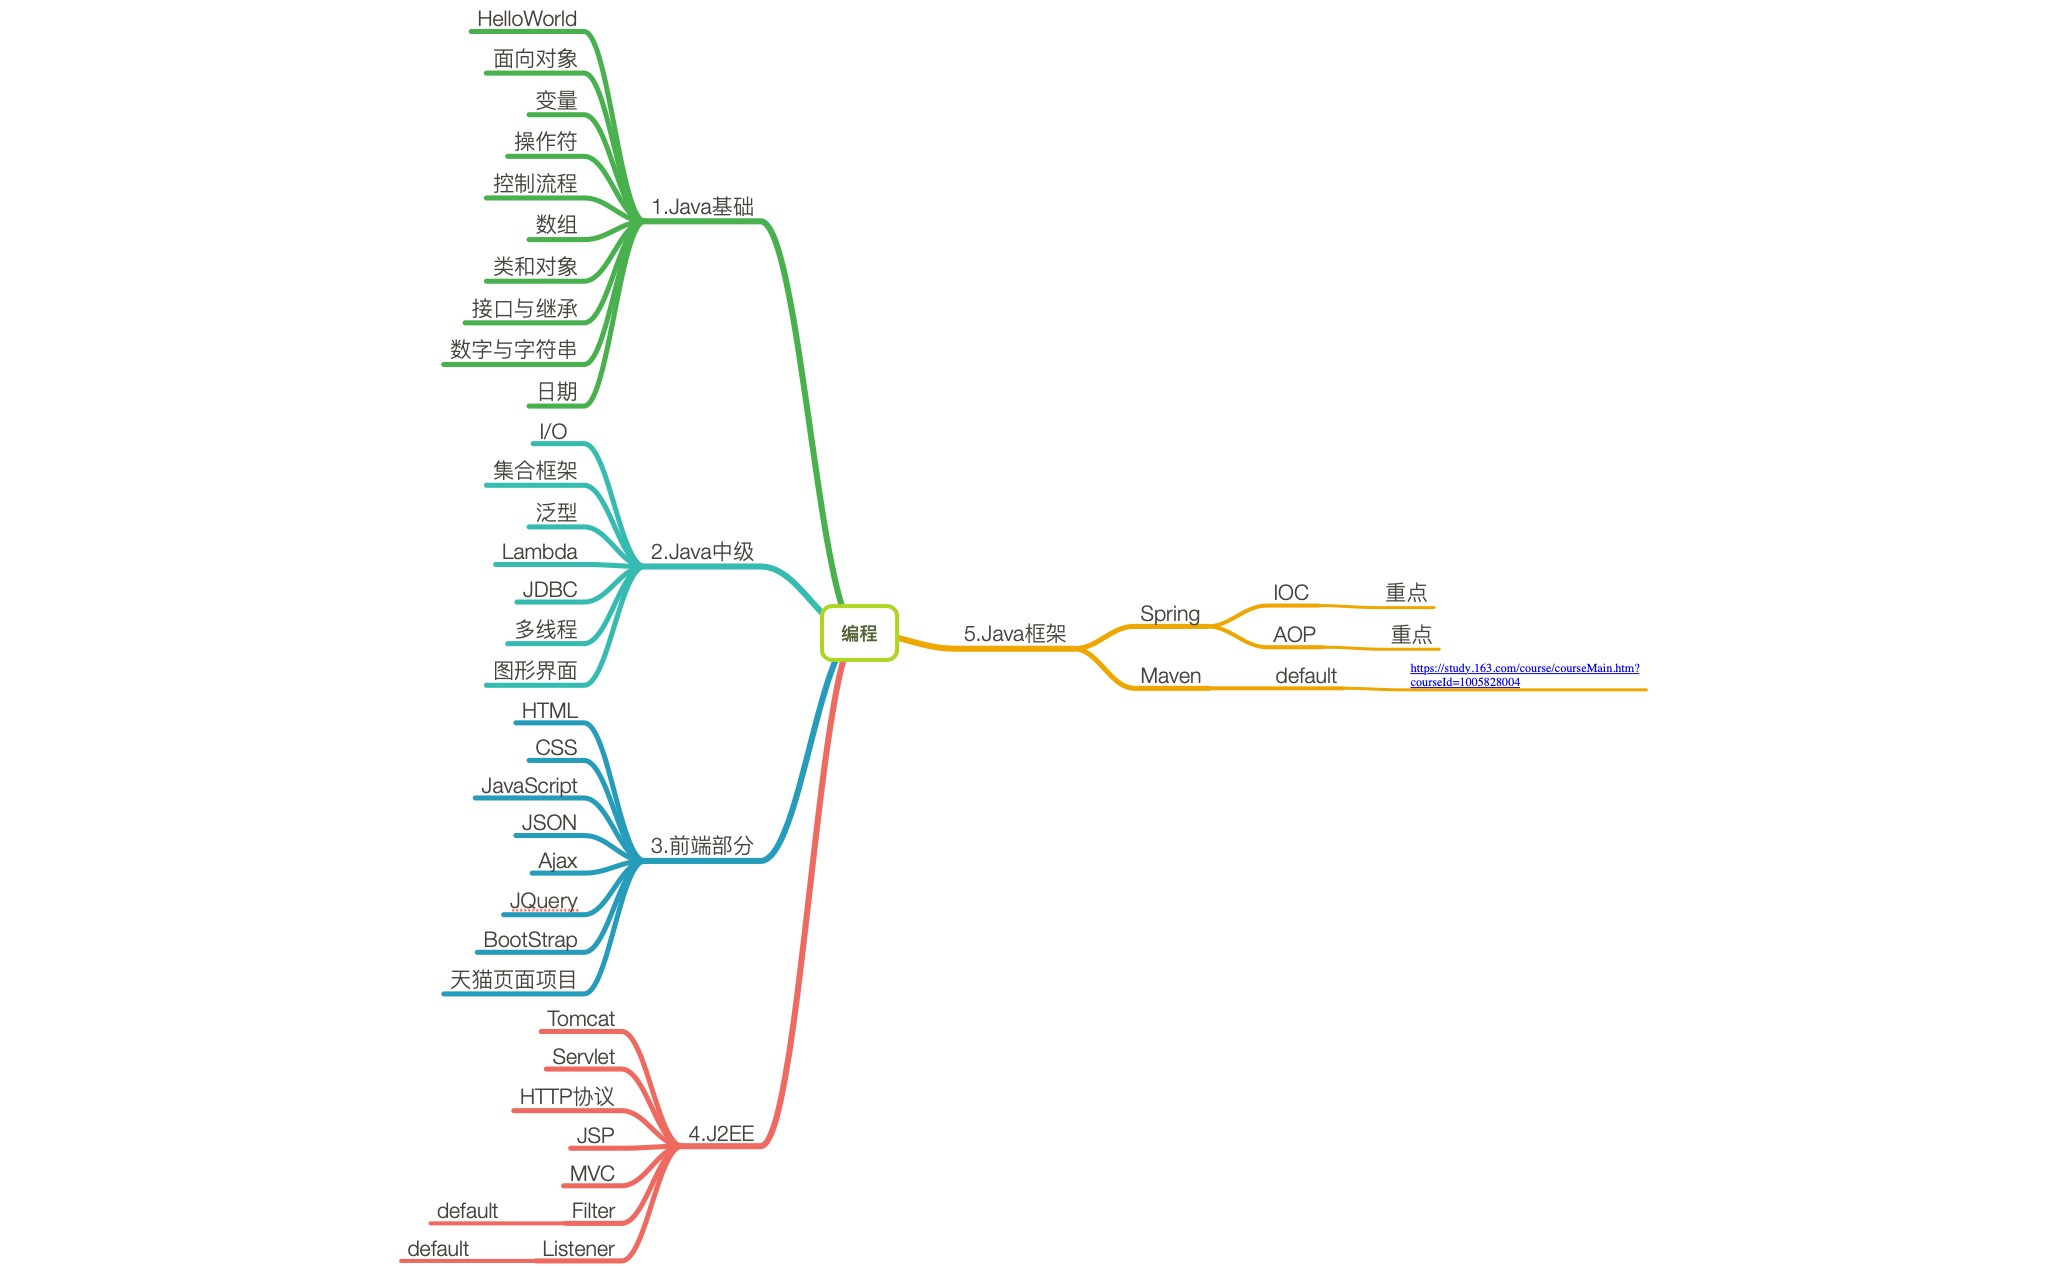 HelloWorld
面向对象
变量
操作符
控制流程
数组
类和对象
接口与继承
数字与字符串
日期
1.Java基础
I/O
集合框架
泛型
Lambda
JDBC
多线程
图形界面
2.Java中级
HTML
CSS
JavaScript
JSON
Ajax
JQuery
BootStrap
天猫页面项目
3.前端部分
Tomcat
Servlet
HTTP协议
JSP
MVC
default
Filter
default
Listener
4.J2EE
编程
5.Java框架
Spring
IOC
重点
AOP
重点
Maven
default
https://study.163.com/course/courseMain.htm?
courseId=1005828004